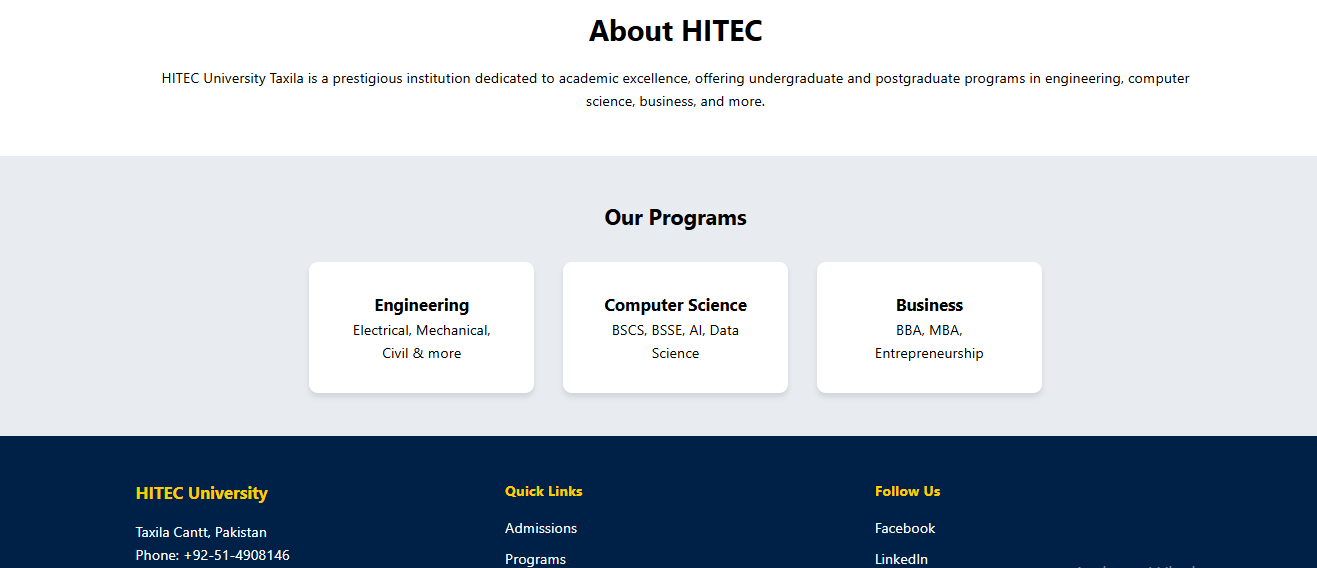 About HITEC
HITEC University Taxila is a prestigious institution dedicated to academic excellence, offering undergraduate and postgraduate programs in engineering, computer
science, business, and more.
Our Programs
Engineering
Electrical, Mechanical,
Civil & more
Computer Science
BSCS, BSSE, AI, Data
Science
Business
BBA, MBA,
Entrepreneurship
HITEC University
Taxila Cantt, Pakistan
Phone: +92-51-4908146
Quick Links
Admissions
Programs
Follow Us
Facebook
LinkedIn